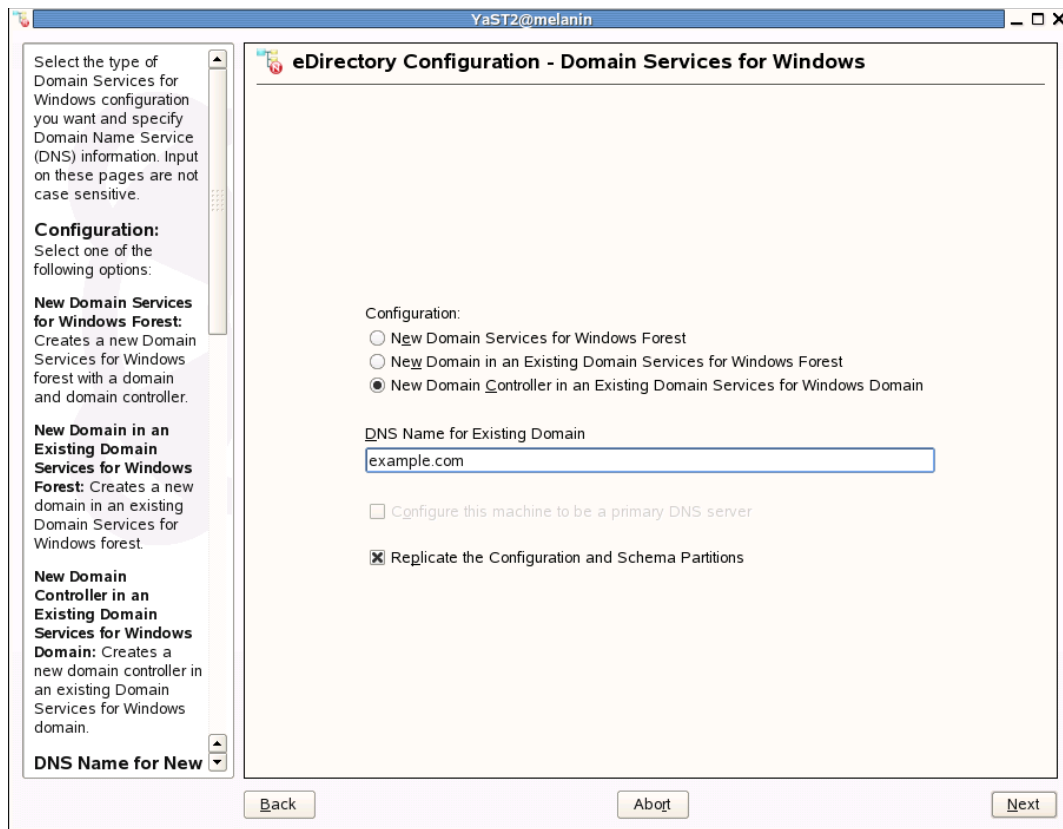 YaST2@melanin
Select the type of
Domain Services for
Windows configuration
you want and specify
Domain Name Service
(DNS) information. Input
on these pages are not
case sensitive.
Configuration:
Select one of the
following options:
New Domain Services
for Windows Forest:
Creates a new Domain
Services for Windows
forest with a domain
and domain controller.
New Domain in an
Existing Domain
Services for Windows
Forest: Creates a new
domain in an existing
Domain Services for
Windows forest.
New Domain
Controller in an
Existing Domain
Services for Windows
Domain: Creates a
new domain controller in
an existing Domain
Services for Windows
domain.
DNS Name for New
eDirectory Configuration - Domain Services for Windows
Configuration:
New Domain Services for Windows Forest
New Domain in an Existing Domain Services for Windows Forest
New Domain Controller in an Existing Domain Services for Windows Domain
DNS Name for Existing Domain
example.com
Configure this machine to be a primary DNS server
Replicate the Configuration and Schema Partitions
Back
Abort
Next